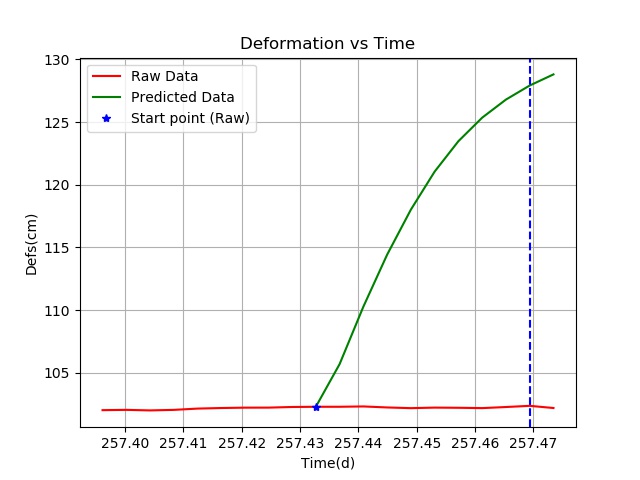 Deformation vs Time
Raw Data
Predicted Data
Start point (Raw)
Defs(cm)
130
125
120
115
110
105
257.40 257.41 257.42 257.43 257.44 257.45 257.46 257.47
Time(d)